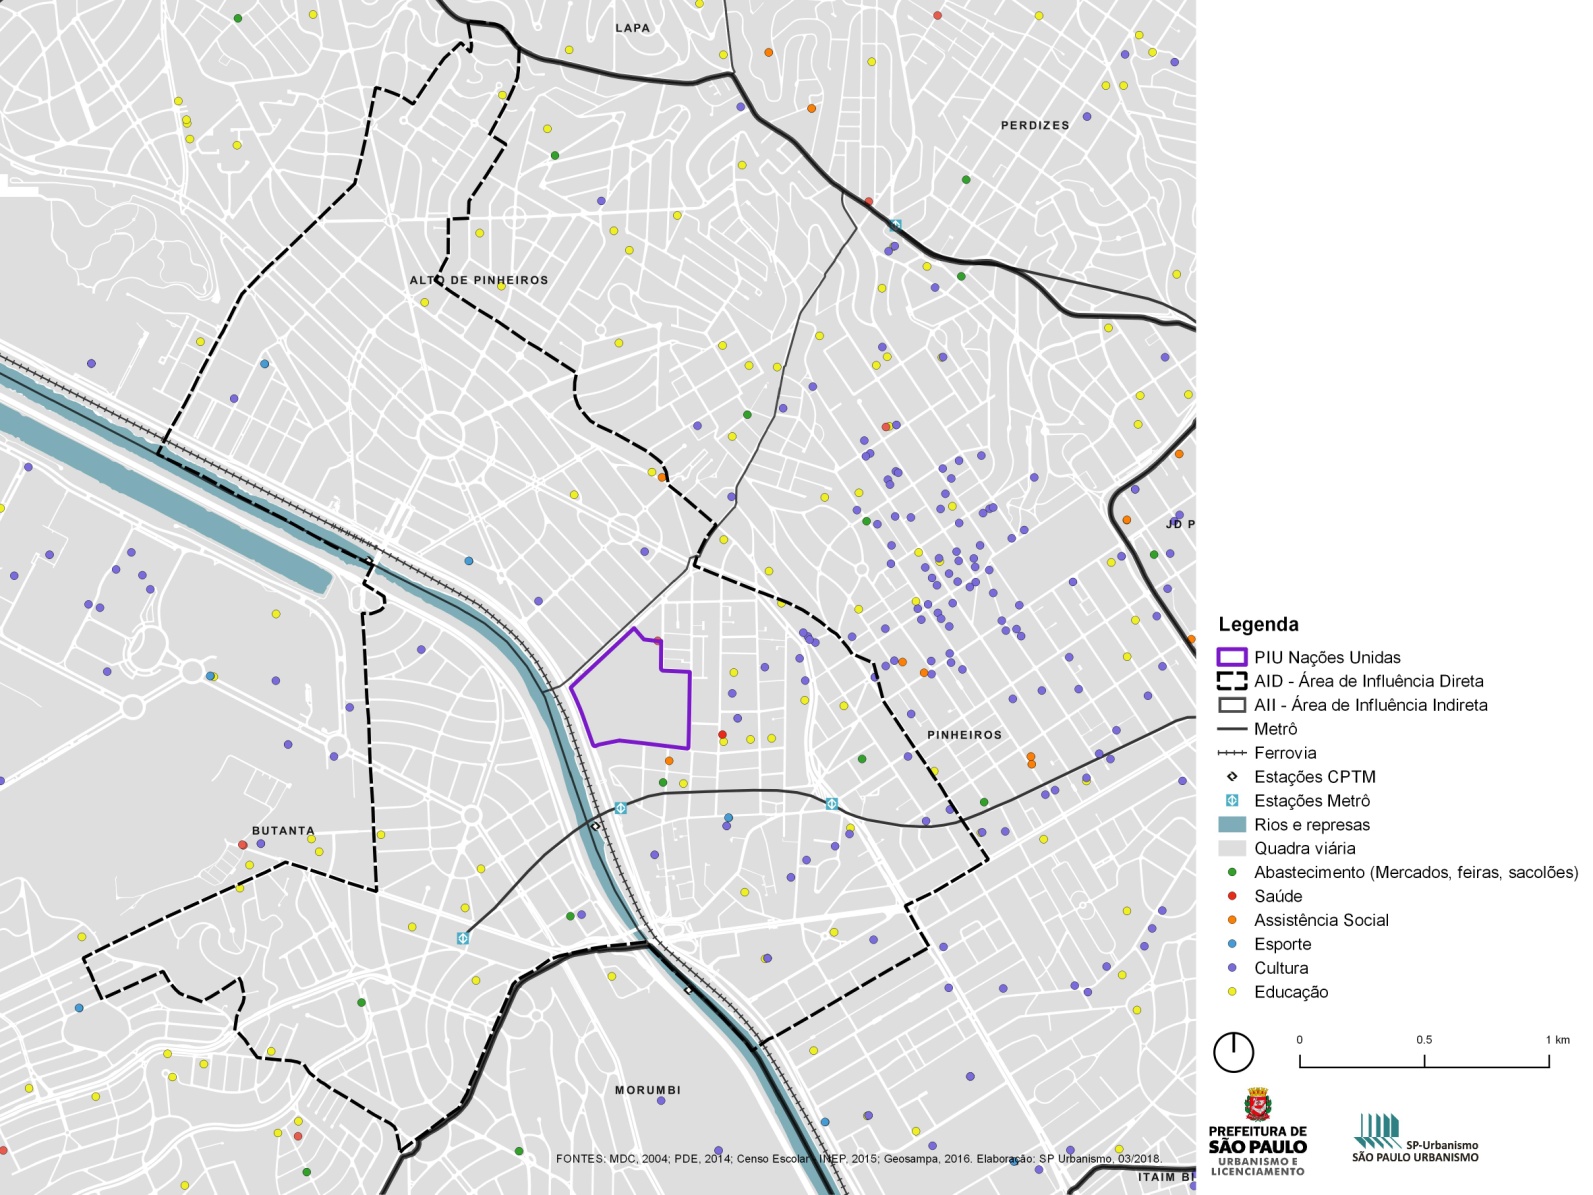 LAPA
PERDIZES
ALTO DE PINHEIROS
JD P
PINHEIROS
BUTANTA
MORUMBI
ITAIM BI
FONTES: MDC, 2004; PDE, 2014; Censo Escolar - INEP, 2015; Geosampa, 2016. Elaboração: SP Urbanismo, 03/2018.
Legenda
PIU Nações Unidas
AID - Área de Influência Direta
AII - Área de Influência Indireta
Metrô
Ferrovia
Estações CPTM
Estações Metrô
Rios e represas
Quadra viária
Abastecimento (Mercados, feiras, sacolões)
Saúde
Assistência Social
Esporte
Cultura
Educação
0 0.5 1 km
PREFEITURA DE
SÃO PAULO
URBANISMO E
LICENCIAMENTO
SP-Urbanismo
SÃO PAULO URBANISMO